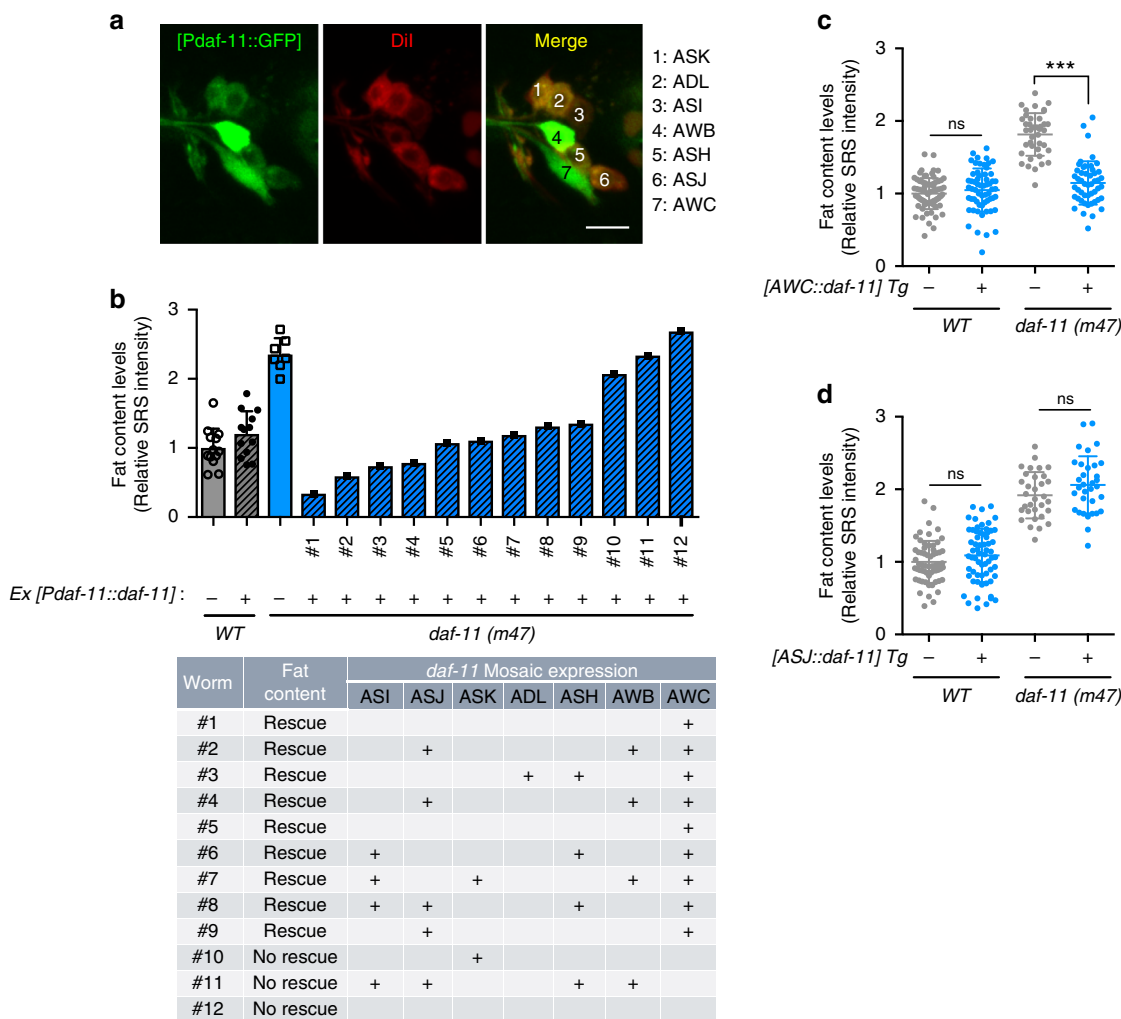 a
[Pdaf-11::GFP]
DiI
Merge
1
2
3
4
5
6
7
1: ASK
2: ADL
3: ASI
4: AWB
5: ASH
6: ASJ
7: AWC
b
Fat content levels
(Relative SRS intensity)
3
2
1
0
#1 #2 #3 #4 #5 #6 #7 #8 #9 #10 #11 #12
Ex [Pdaf-11::daf-11] : – + – + + + + + + + + + + + +
WT daf-11 (m47)
Worm Fat content daf-11 Mosaic expression
ASI ASJ ASK ADL ASH AWB AWC
#1 Rescue +
#2 Rescue + + +
#3 Rescue + + +
#4 Rescue + + +
#5 Rescue +
#6 Rescue + + +
#7 Rescue + + + +
#8 Rescue + + + +
#9 Rescue + +
#10 No rescue +
#11 No rescue + + + +
#12 No rescue
c
Fat content levels
(Relative SRS intensity)
3
2
1
0
ns
***
[AWC::daf-11] Tg – + – +
WT daf-11 (m47)
d
Fat content levels
(Relative SRS intensity)
3
2
1
0
ns
ns
[ASJ::daf-11] Tg – + – +
WT daf-11 (m47)